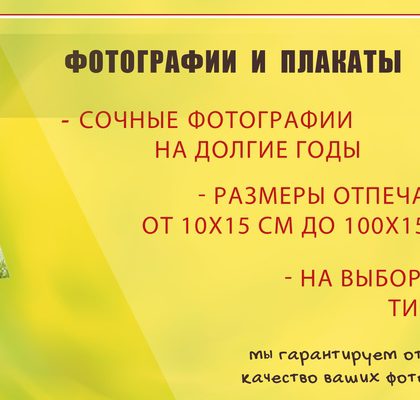 ФОТОГРАФИИ И ПЛАКАТЫ
- СОЧНЫЕ ФОТОГРАФИИ
НА ДОЛГИЕ ГОДЫ
- РАЗМЕРЫ ОТПЕЧА
ОТ 10Х15 СМ ДО 100Х15
- НА ВЫБОР
ТИ
мы гарантируем от
качество ваших фот